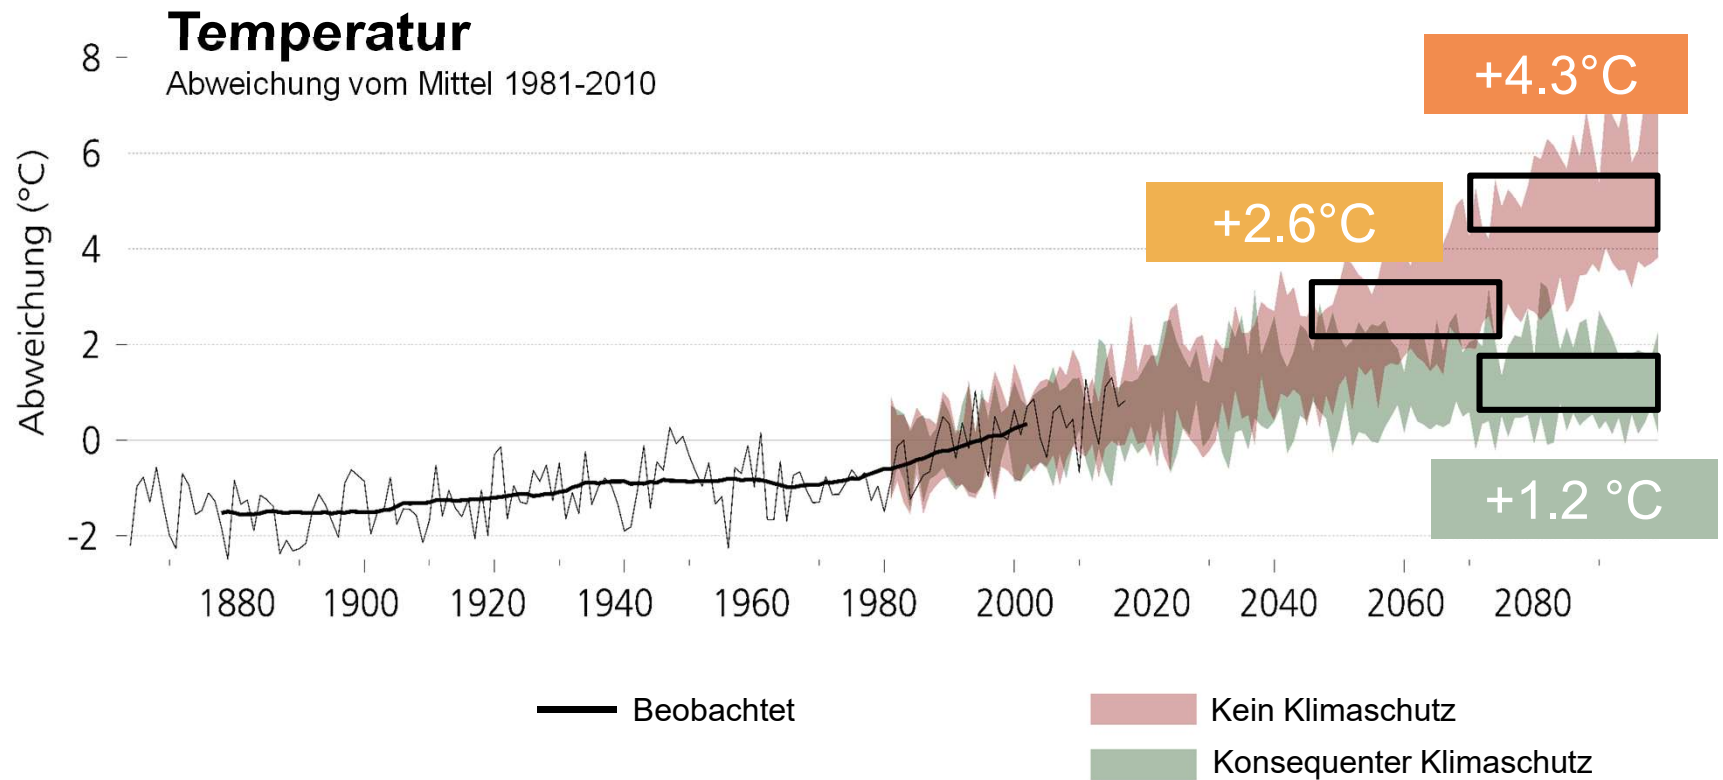 Temperatur
Abweichung vom Mittel 1981-2010
Abweichung (°C)
8
6
4
2
0
-2
+4.3°C
+2.6°C
+1.2 °C
1880 1900 1920 1940 1960 1980 2000 2020 2040 2060 2080
Beobachtet
Kein Klimaschutz
Konsequenter Klimaschutz